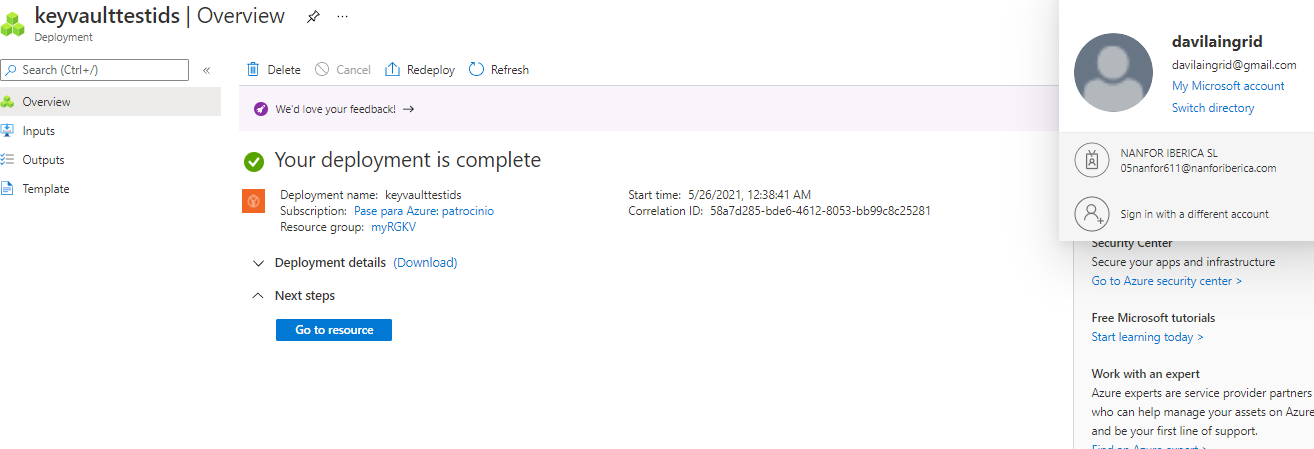 keyvaulttestids | Overview
Deployment
Search (Ctrl+/)
«
Overview
Inputs
Outputs
Template
Delete
Cancel
Redeploy
Refresh
We'd love your feedback! →
Your deployment is complete
Deployment name: keyvaulttestids
Subscription: Pase para Azure: patrocinio
Resource group: myRGKV
Start time: 5/26/2021, 12:38:41 AM
Correlation ID: 58a7d285-bde6-4612-8053-bb99c8c25281
Deployment details (Download)
Next steps
Go to resource
davilaingrid
davilaingrid@gmail.com
My Microsoft account
Switch directory
NANFOR IBERICA SL
05nanfor611@nanforiberica.com
Sign in with a different account
Security Center
Secure your apps and infrastructure
Go to Azure security center >
Free Microsoft tutorials
Start learning today >
Work with an expert
Azure experts are service provider partners
who can help manage your assets on Azure
and be your first line of support.
Find an Azure expert >